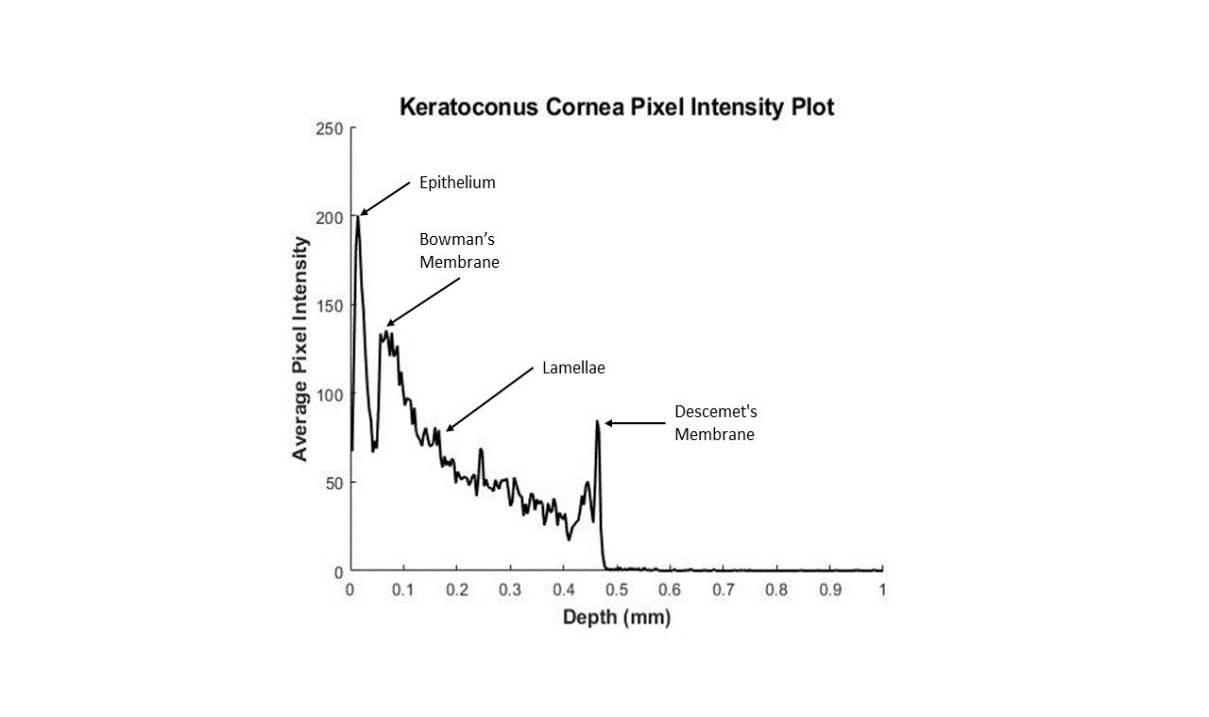 Keratoconus Cornea Pixel Intensity Plot
250
200
150
100
50
0
Average Pixel Intensity
Epithelium
Bowman’s
Membrane
Lamellae
Descemet's
Membrane
0 0.1 0.2 0.3 0.4 0.5 0.6 0.7 0.8 0.9 1
Depth (mm)